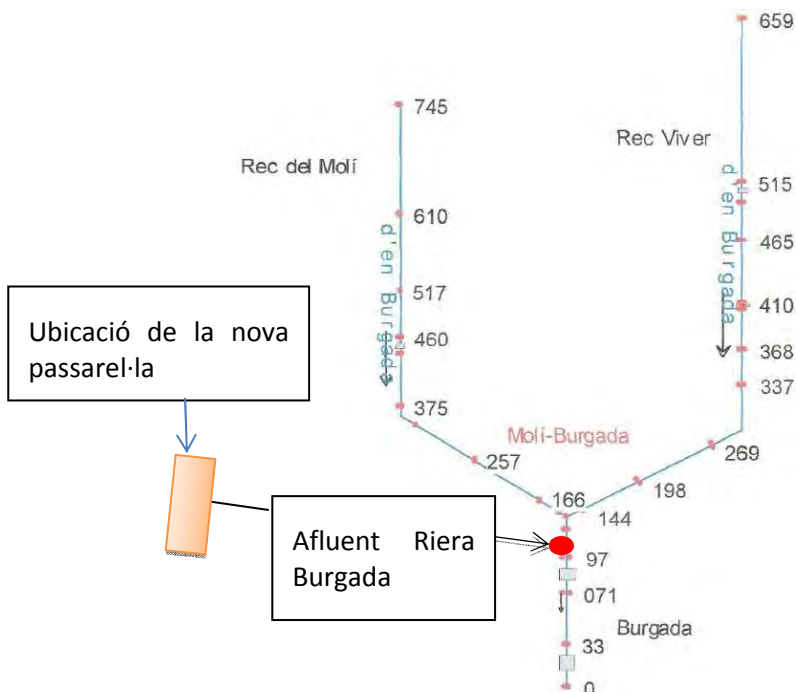 659
745
Rec del Molí
Rec Viver
515
610
d'en Burgada
d'en Burgada
465
517
410
Ubicació de la nova
passarel·la
460
368
337
375
Molí-Burgada
269
257
198
166
144
Afluent Riera
Burgada
97
071
Burgada
33
0